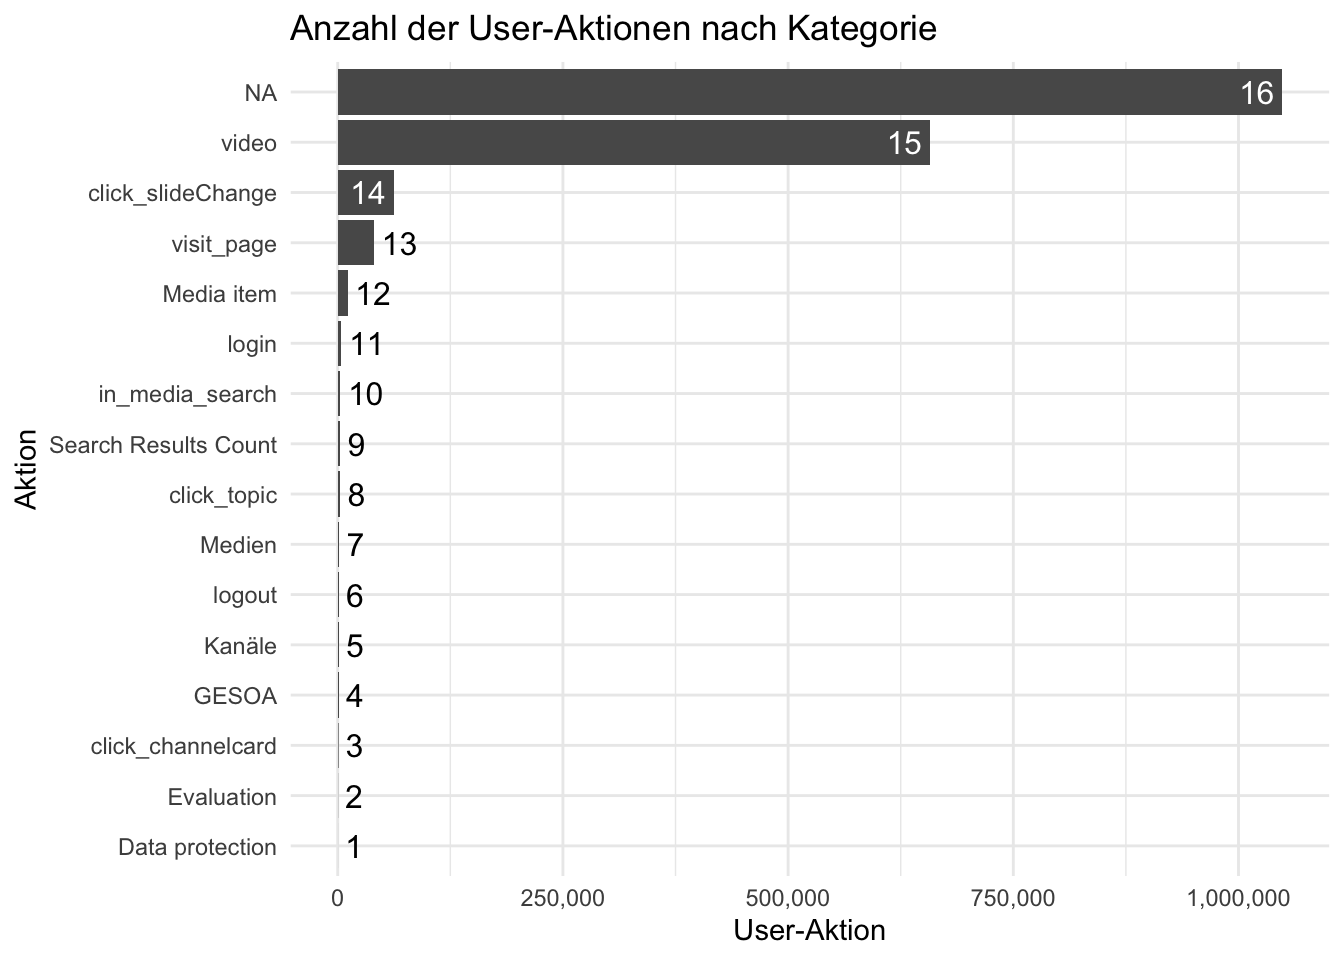 Anzahl der User-Aktionen nach Kategorie
NA 16
video 15
click_slideChange 14
visit_page 13
Media item 12
login 11
in_media_search 10
Search Results Count 9
click_topic 8
Medien 7
logout 6
Kanäle 5
GESOA 4
click_channelcard 3
Evaluation 2
Data protection 1
Aktion
0 250,000 500,000 750,000 1,000,000
User-Aktion